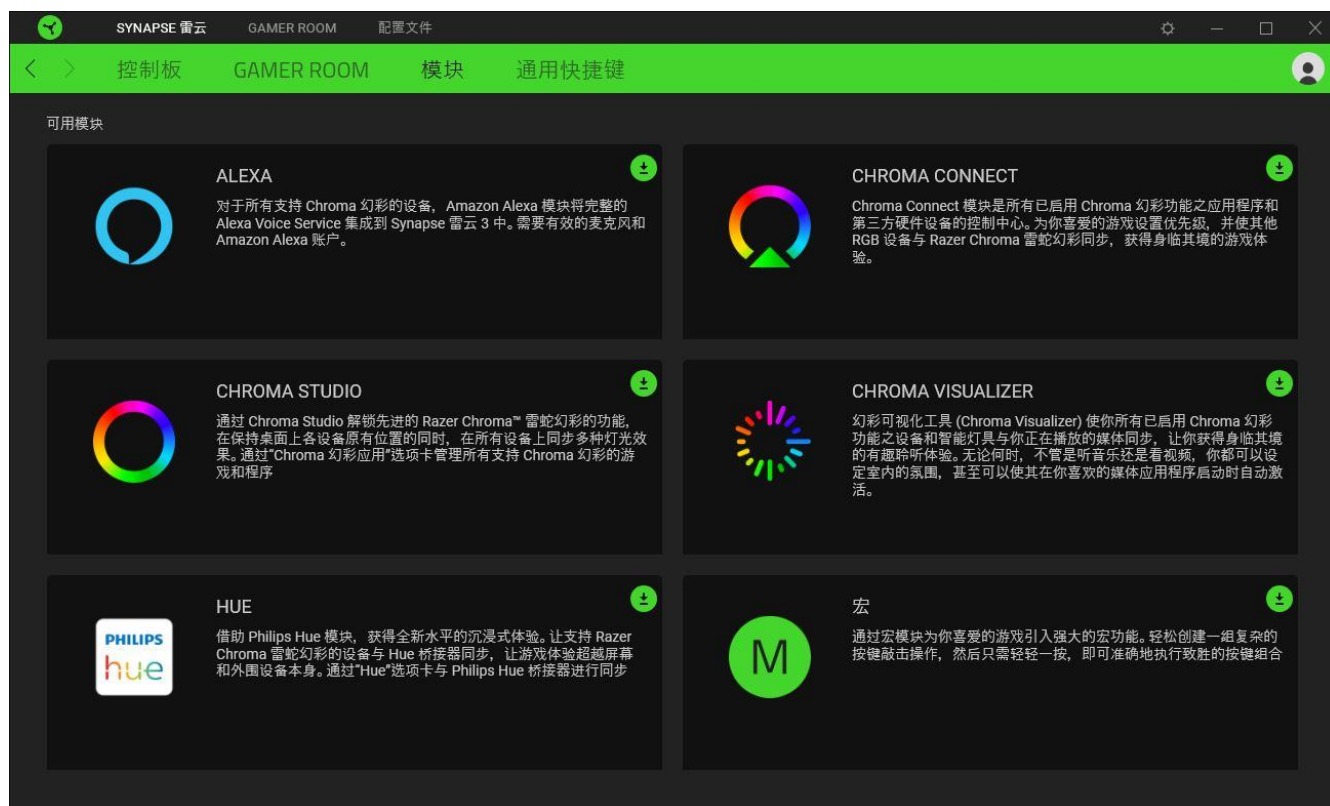 SYNAPSE 雷云
GAMER ROOM
配置文件
控制板
GAMER ROOM
模块
通用快捷键
可用模块
ALEXA
对于所有支持 Chroma 幻彩的设备，Amazon Alexa 模块将完整的
Alexa Voice Service 集成到 Synapse 雷云 3 中。需要有效的麦克风和
Amazon Alexa 账户。
CHROMA CONNECT
Chroma Connect 模块是所有已启用 Chroma 幻彩功能之应用程序和
第三方硬件设备的控制中心。为你喜爱的游戏设置优先级，并使其他
RGB 设备与 Razer Chroma 雷蛇幻彩同步，获得身临其境的游戏体
验。
CHROMA STUDIO
通过 Chroma Studio 解锁先进的 Razer Chroma™ 雷蛇幻彩的功能，
在保持桌面上各设备原有位置的同时，在所有设备上同步多种灯光效
果。通过“Chroma 幻彩应用”选项卡管理所有支持 Chroma 幻彩的游
戏和程序
CHROMA VISUALIZER
幻彩可视化工具 (Chroma Visualizer) 使你所有已启用 Chroma 幻彩
功能之设备和智能灯具与你正在播放的媒体同步，让你获得身临其境
的有趣聆听体验。无论何时，不管是听音乐还是看视频，你都可以设
定室内的氛围，甚至可以使其在你喜欢的媒体应用程序启动时自动激
活。
PHILIPS
hue
HUE
借助 Philips Hue 模块，获得全新水平的沉浸式体验。让支持 Razer
Chroma 雷蛇幻彩的设备与 Hue 桥接器同步，让游戏体验超越屏幕
和外围设备本身。通过“Hue”选项卡与 Philips Hue 桥接器进行同步
M
宏
通过宏模块为你喜爱的游戏引入强大的宏功能。轻松创建一组复杂的
按键敲击操作，然后只需轻轻一按，即可准确地执行致胜的按键组合